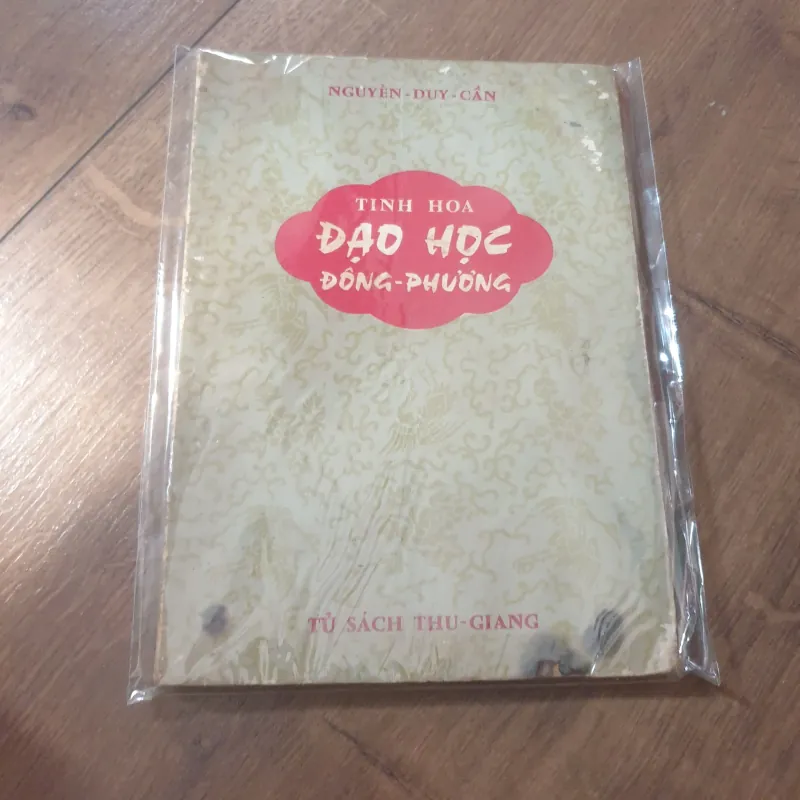 NGUYỄN-DUY-CẦN
TINH HOA
ĐẠO HỌC
ĐÔNG-PHƯƠNG
TỦ SÁCH THU-GIANG